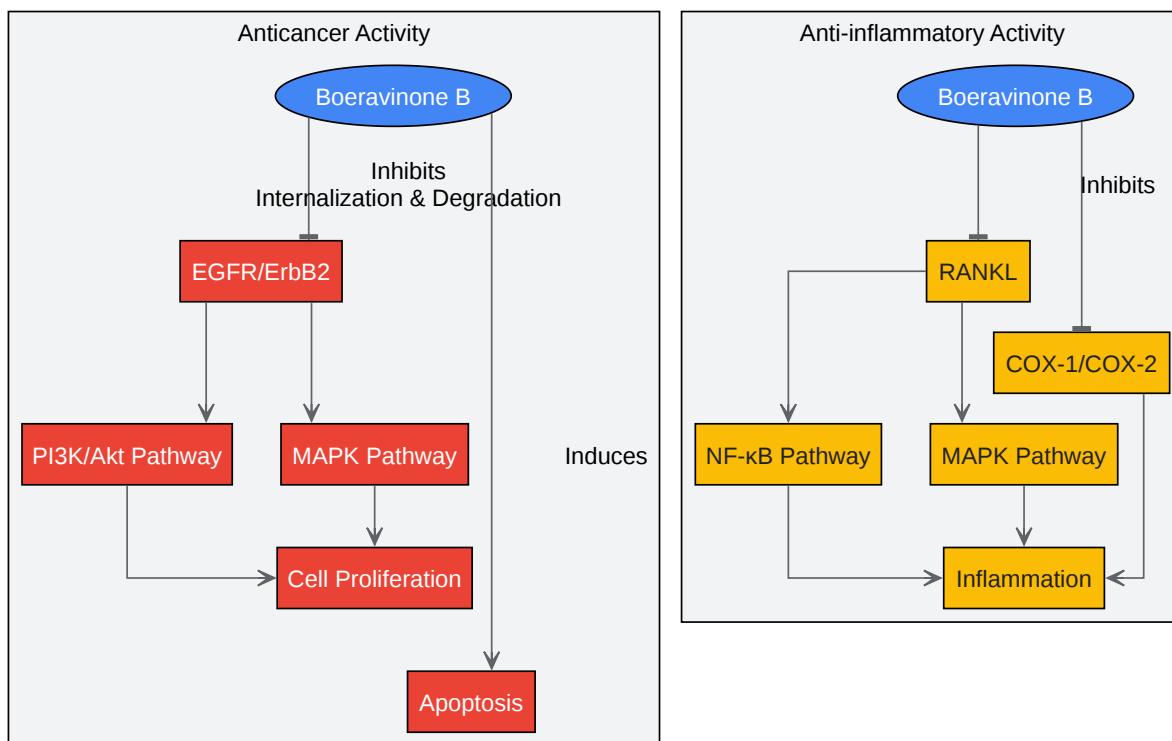 Anticancer Activity
Boeravinone B
Inhibits
Internalization & Degradation
EGFR/ErbB2
PI3K/Akt Pathway
MAPK Pathway
Induces
Cell Proliferation
Apoptosis
Anti-inflammatory Activity
Boeravinone B
Inhibits
RANKL
COX-1/COX-2
NF-κB Pathway
MAPK Pathway
Inflammation